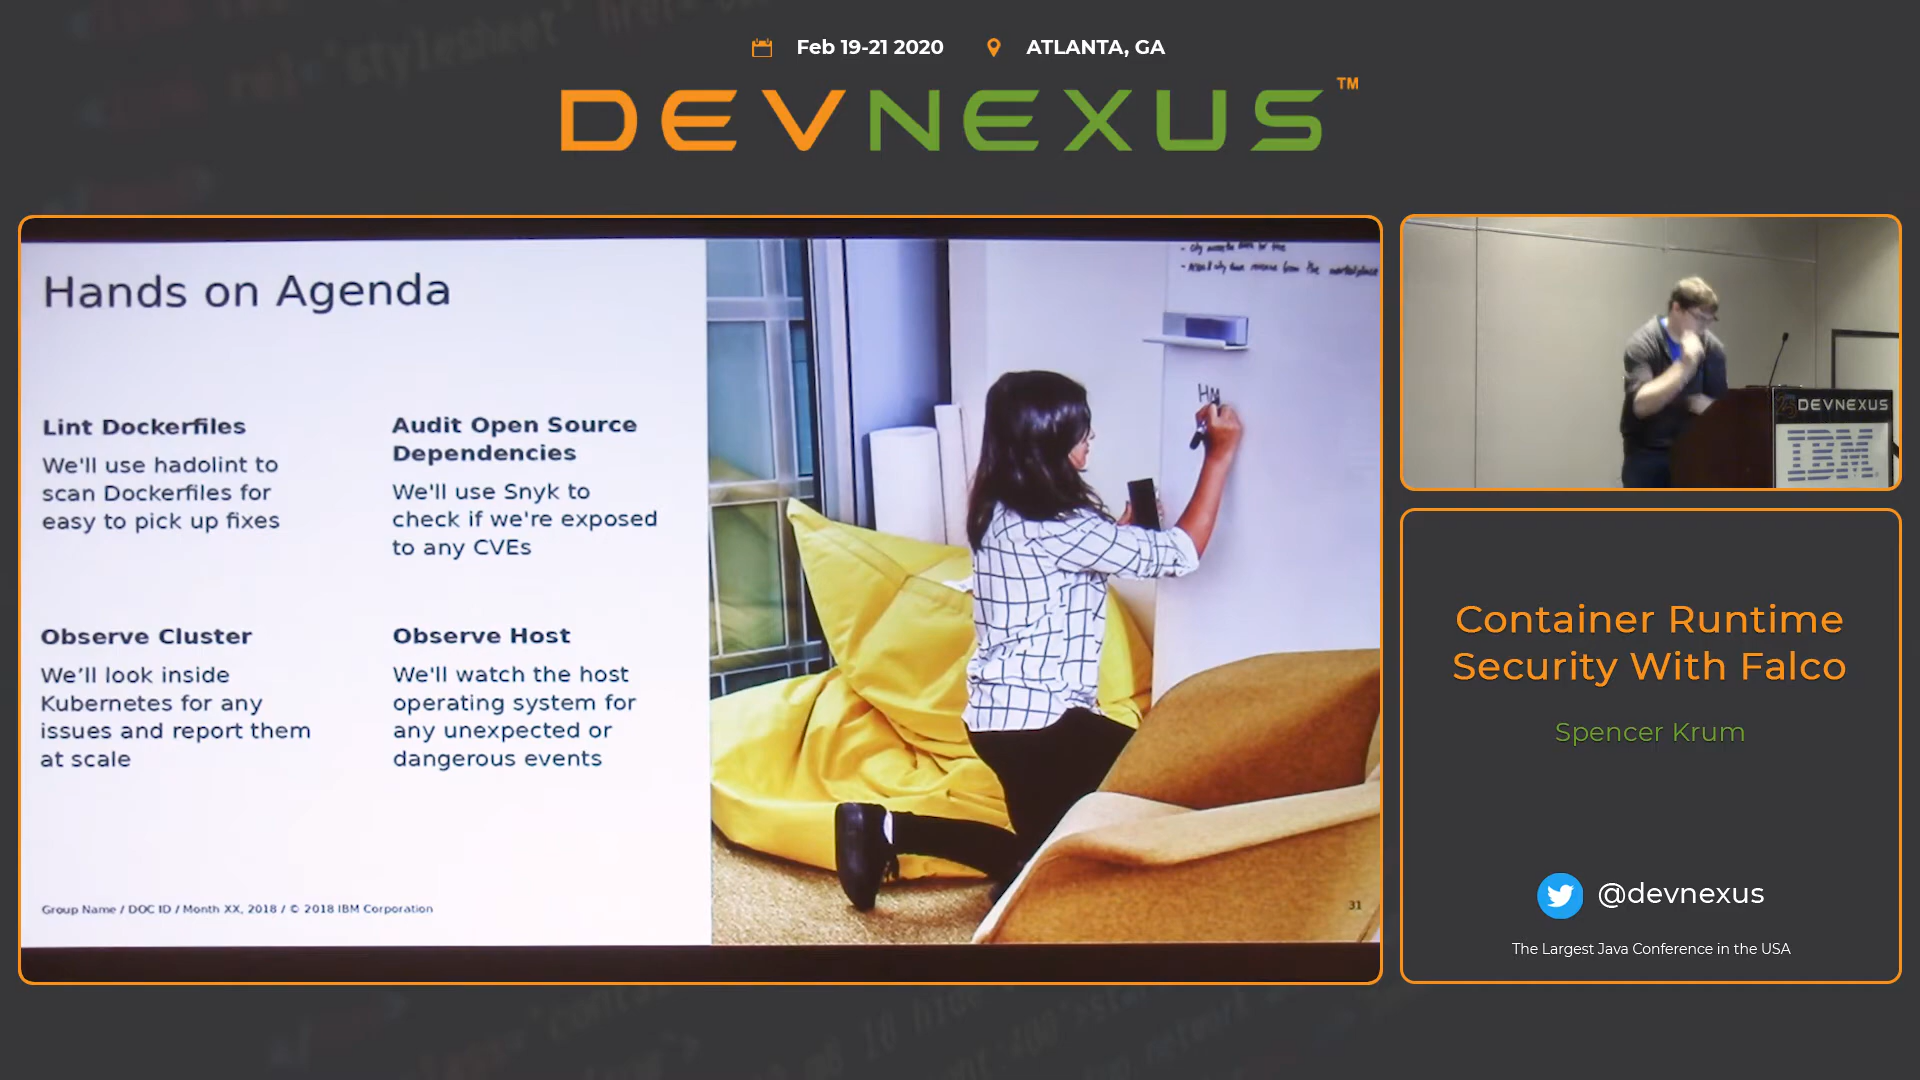 Feb 19-21 2020 ATLANTA, GA
DEVNEXUS™
Hands on Agenda
Lint Dockerfiles
We'll use hadolint to
scan Dockerfiles for
easy to pick up fixes
Audit Open Source
Dependencies
We'll use Snyk to
check if we're exposed
to any CVEs
Observe Cluster
We’ll look inside
Kubernetes for any
issues and report them
at scale
Observe Host
We'll watch the host
operating system for
any unexpected or
dangerous events
Group Name / DOC ID / Month XX, 2018 / © 2018 IBM Corporation
31
HM
DEVNEXUS
IBM
Container Runtime
Security With Falco
Spencer Krum
@devnexus
The Largest Java Conference in the USA